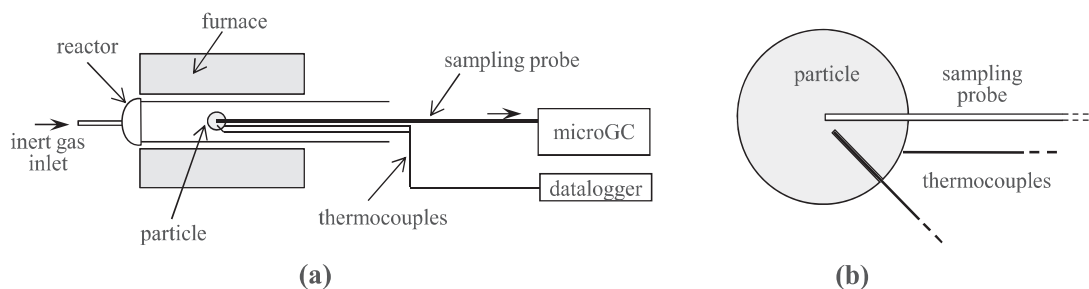 furnace
reactor
sampling probe
inert gas
inlet
microGC
datalogger
thermocouples
particle
(a)
particle
sampling
probe
thermocouples
(b)